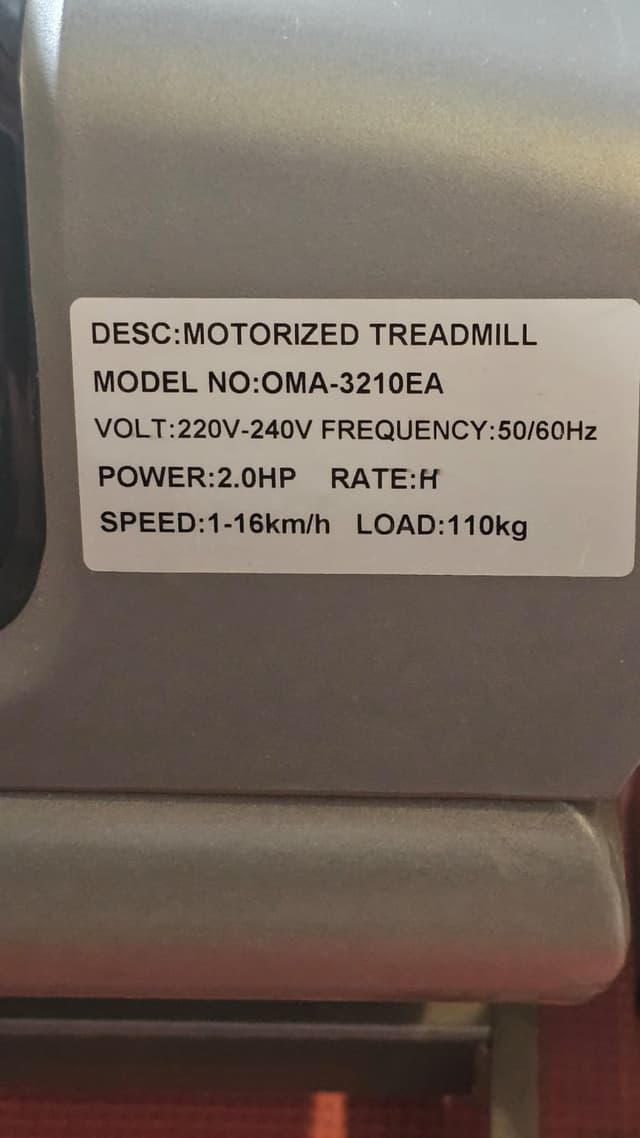 DESC:MOTORIZED TREADMILL
MODEL NO:OMA-3210EA
VOLT:220V-240V FREQUENCY:50/60Hz
POWER:2.0HP RATE:H
SPEED:1-16km/h LOAD:110kg